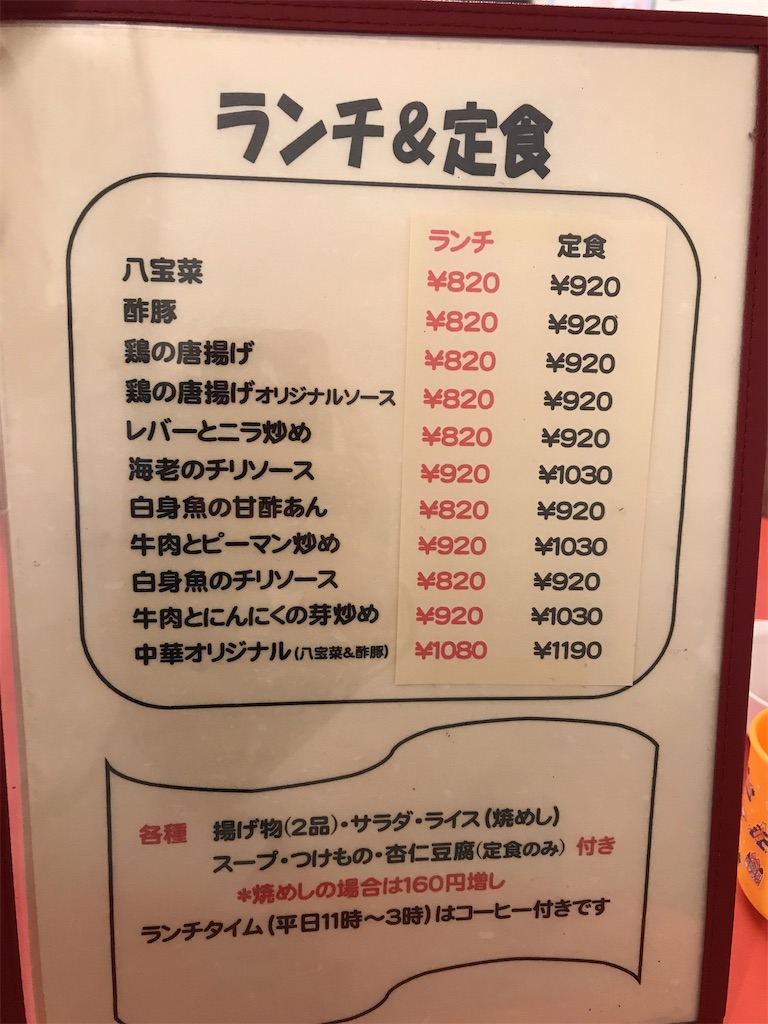 ランチ&定食
ランチ 定食
八宝菜 ¥820 ¥920
酢豚 ¥820 ¥920
鶏の唐揚げ ¥820 ¥920
鶏の唐揚げオリジナルソース ¥820 ¥920
レバーとニラ炒め ¥820 ¥920
海老のチリソース ¥920 ¥1030
白身魚の甘酢あん ¥820 ¥920
牛肉とピーマン炒め ¥920 ¥1030
白身魚のチリソース ¥820 ¥920
牛肉とにんにくの芽炒め ¥920 ¥1030
中華オリジナル(八宝菜&酢豚) ¥1080 ¥1190
各種 揚げ物(2品)・サラダ・ライス(焼めし)
スープ・つけもの・杏仁豆腐(定食のみ)付き
*焼めしの場合は160円増し
ランチタイム(平日11時~3時)はコーヒー付きです